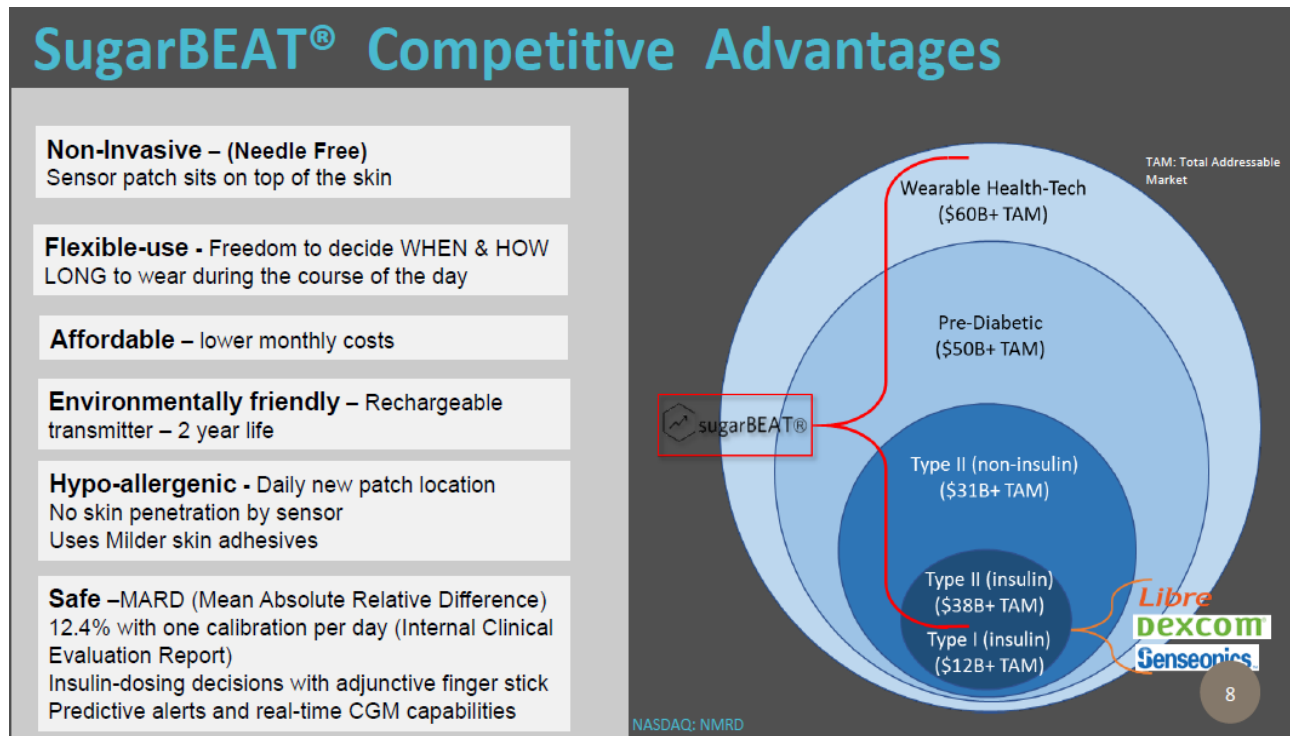 SugarBEAT® Competitive Advantages
Non-Invasive – (Needle Free)
Sensor patch sits on top of the skin
Flexible-use - Freedom to decide WHEN & HOW
LONG to wear during the course of the day
Affordable – lower monthly costs
Environmentally friendly – Rechargeable
transmitter – 2 year life
Hypo-allergenic - Daily new patch location
No skin penetration by sensor
Uses Milder skin adhesives
Safe –MARD (Mean Absolute Relative Difference)
12.4% with one calibration per day (Internal Clinical
Evaluation Report)
Insulin-dosing decisions with adjunctive finger stick
Predictive alerts and real-time CGM capabilities
TAM: Total Addressable
Market
Wearable Health-Tech
($60B+ TAM)
Pre-Diabetic
($50B+ TAM)
sugarBEAT®
Type II (non-insulin)
($31B+ TAM)
Type II (insulin)
($38B+ TAM)
Type I (insulin)
($12B+ TAM)
Libre
Dexcom
Senseonics
8
NASDAQ: NMRD